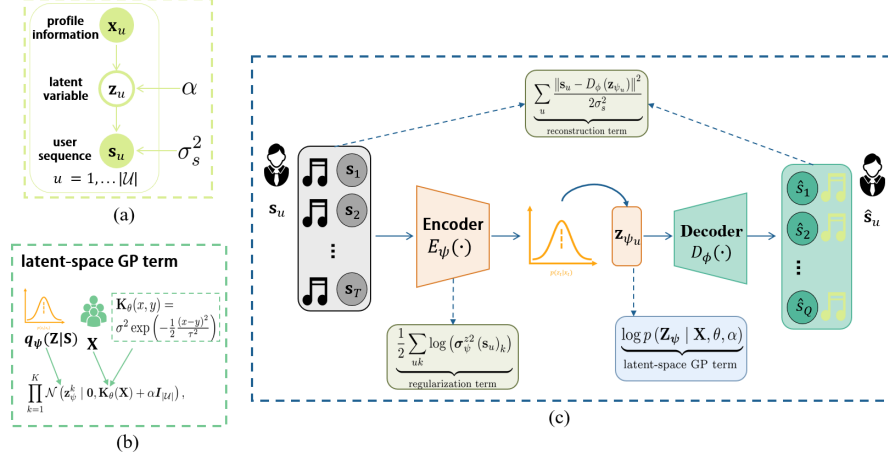 profile
information
x_u
latent
variable
z_u
α
user
sequence
s_u
σ_s^2
u = 1, . . . |𝒰|
(a)
latent-space GP term
K_θ(x, y) =
σ^2 exp(−1/2 (x−y)^2/τ^2)
q_ψ(Z|S)
X
∏_{k=1}^{K} 𝒩(z_ψ^k | 0, K_θ(X) + αI_{|𝒰|}),
(b)
∑_u ‖s_u − D_ϕ(z_{ψ_u})‖^2 / 2σ_s^2
reconstruction term
s_u
s_1
s_2
...
s_T
Encoder
E_ψ(·)
z_{ψ_u}
Decoder
D_ϕ(·)
ŝ_1
ŝ_2
...
ŝ_Q
ŝ_u
1/2 ∑_{uk} log(σ_ψ^{z2}(s_u)_k)
regularization term
log p(Z_ψ | X, θ, α)
latent-space GP term
(c)